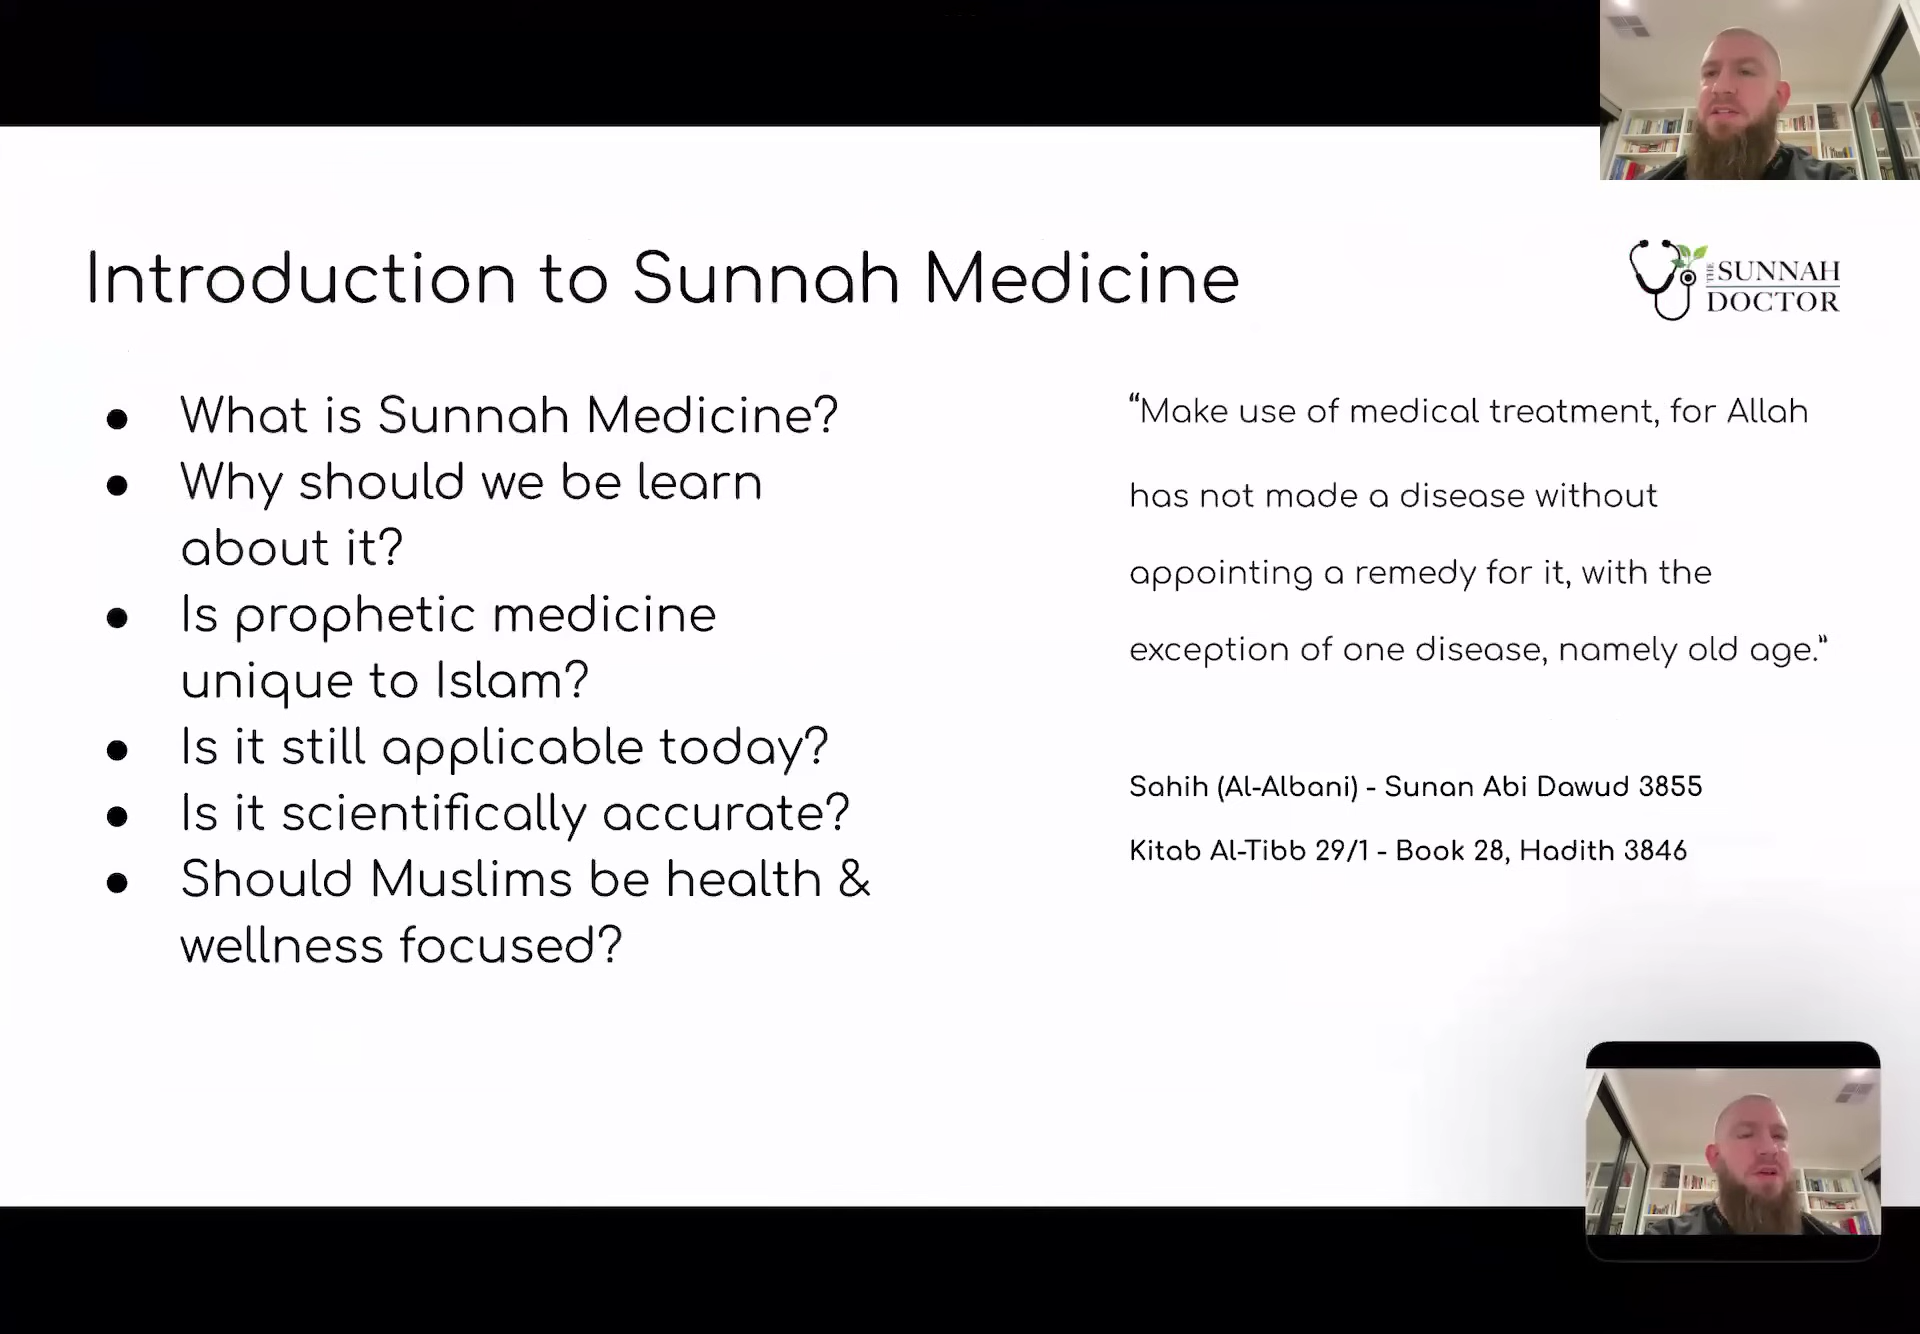 Introduction to Sunnah Medicine
THE SUNNAH
DOCTOR
● What is Sunnah Medicine?
● Why should we be learn
about it?
● Is prophetic medicine
unique to Islam?
● Is it still applicable today?
● Is it scientifically accurate?
● Should Muslims be health &
wellness focused?
“Make use of medical treatment, for Allah
has not made a disease without
appointing a remedy for it, with the
exception of one disease, namely old age.”
Sahih (Al-Albani) - Sunan Abi Dawud 3855
Kitab Al-Tibb 29/1 - Book 28, Hadith 3846